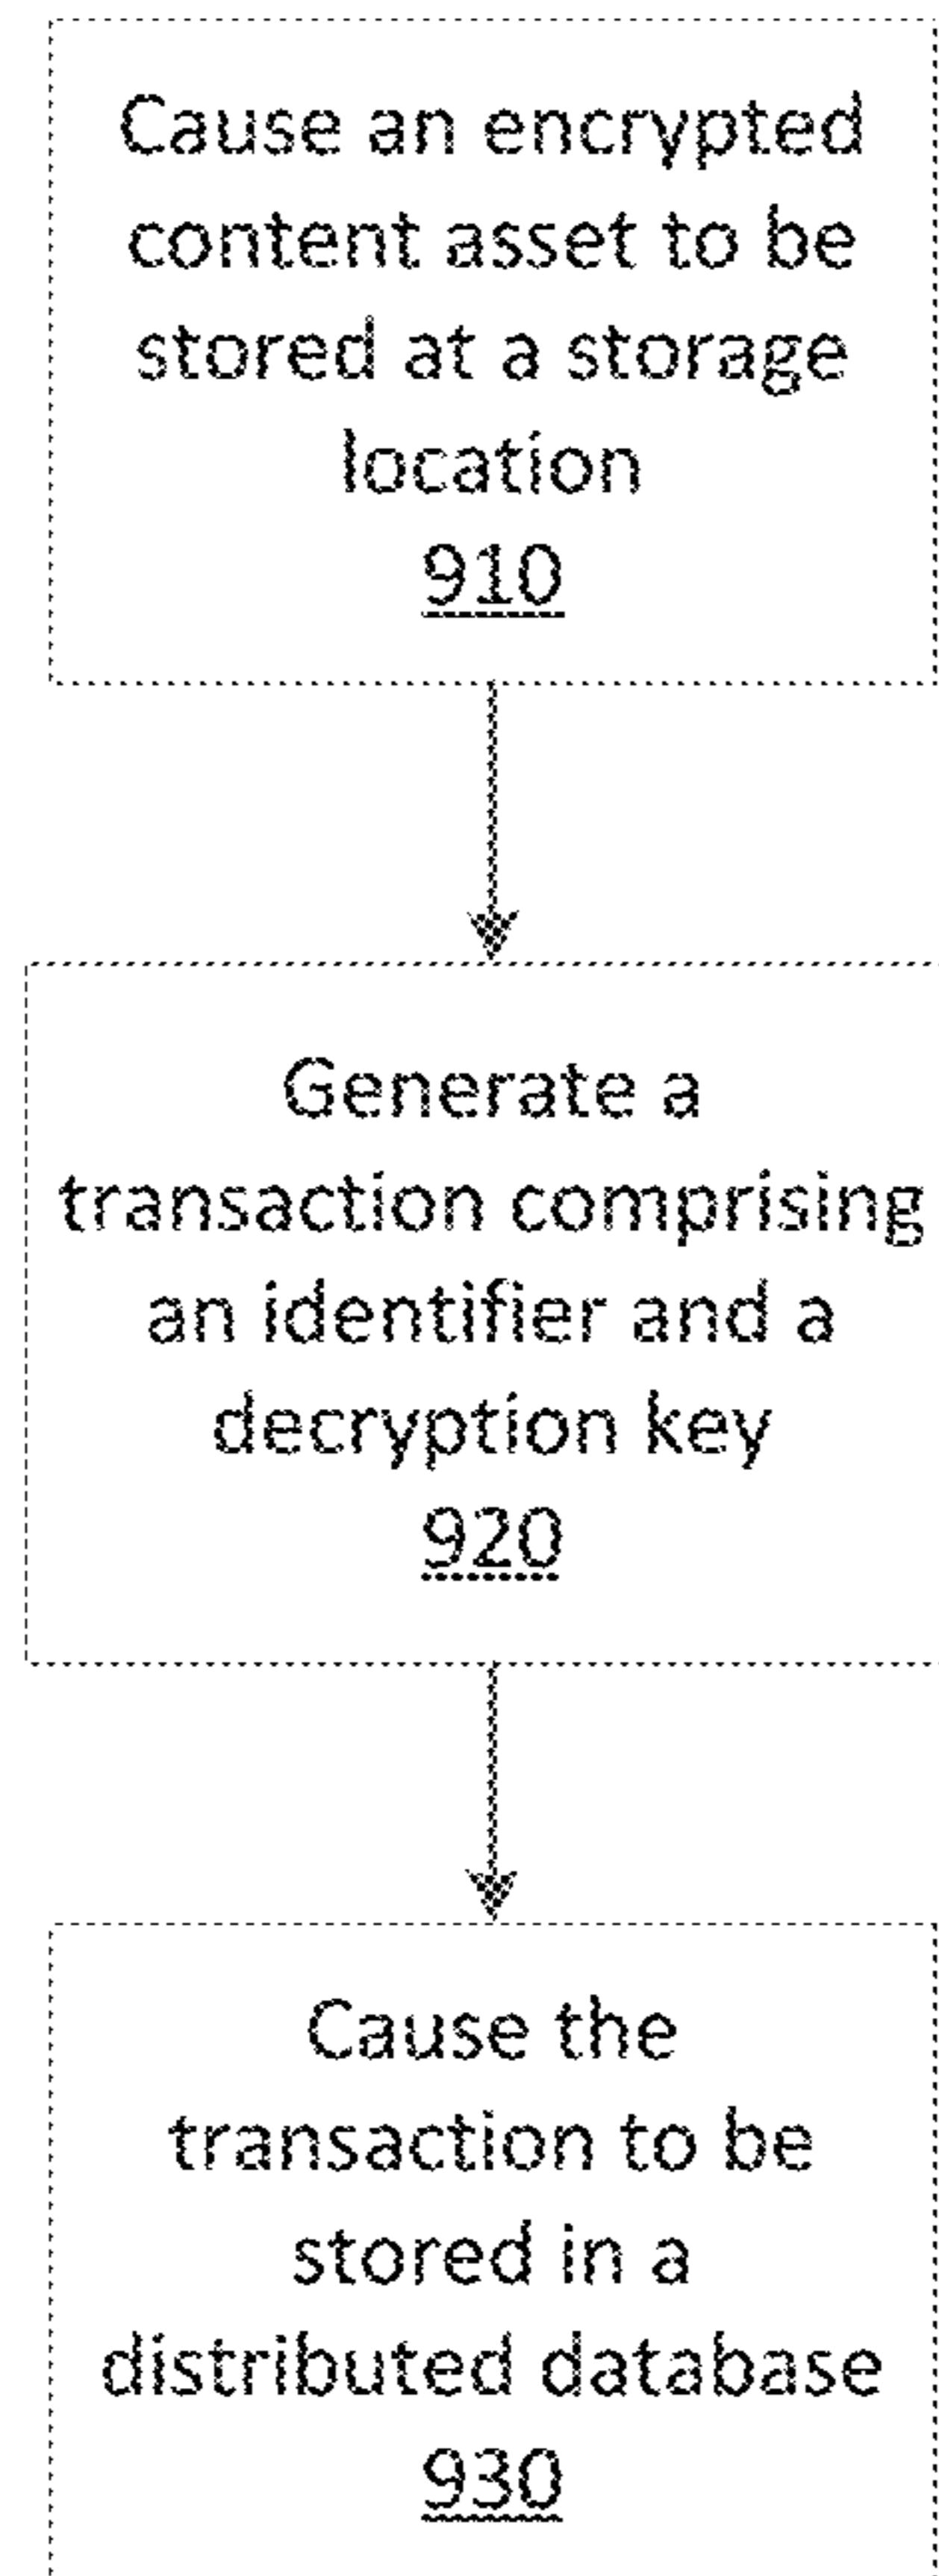 Cause an encrypted
content asset to be
stored at a storage
location
910
Generate a
transaction comprising
an identifier and a
decryption key
920
Cause the
transaction to be
stored in a
distributed database
930